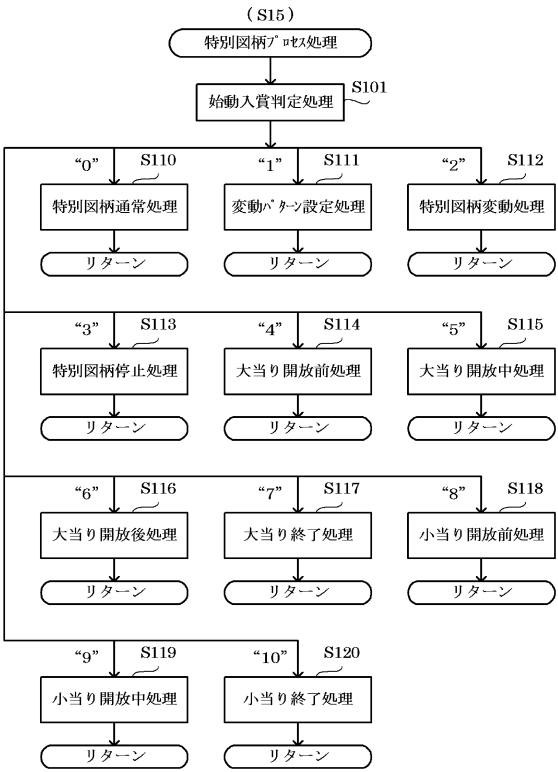 (S15)
特別図柄ﾌﾟﾛｾｽ処理
S101
始動入賞判定処理
“0” S110 “1” S111 “2” S112
特別図柄通常処理 変動ﾊﾟﾀｰﾝ設定処理 特別図柄変動処理
リターン リターン リターン
“3” S113 “4” S114 “5” S115
特別図柄停止処理 大当り開放前処理 大当り開放中処理
リターン リターン リターン
“6” S116 “7” S117 “8” S118
大当り開放後処理 大当り終了処理 小当り開放前処理
リターン リターン リターン
“9” S119 “10” S120
小当り開放中処理 小当り終了処理
リターン リターン